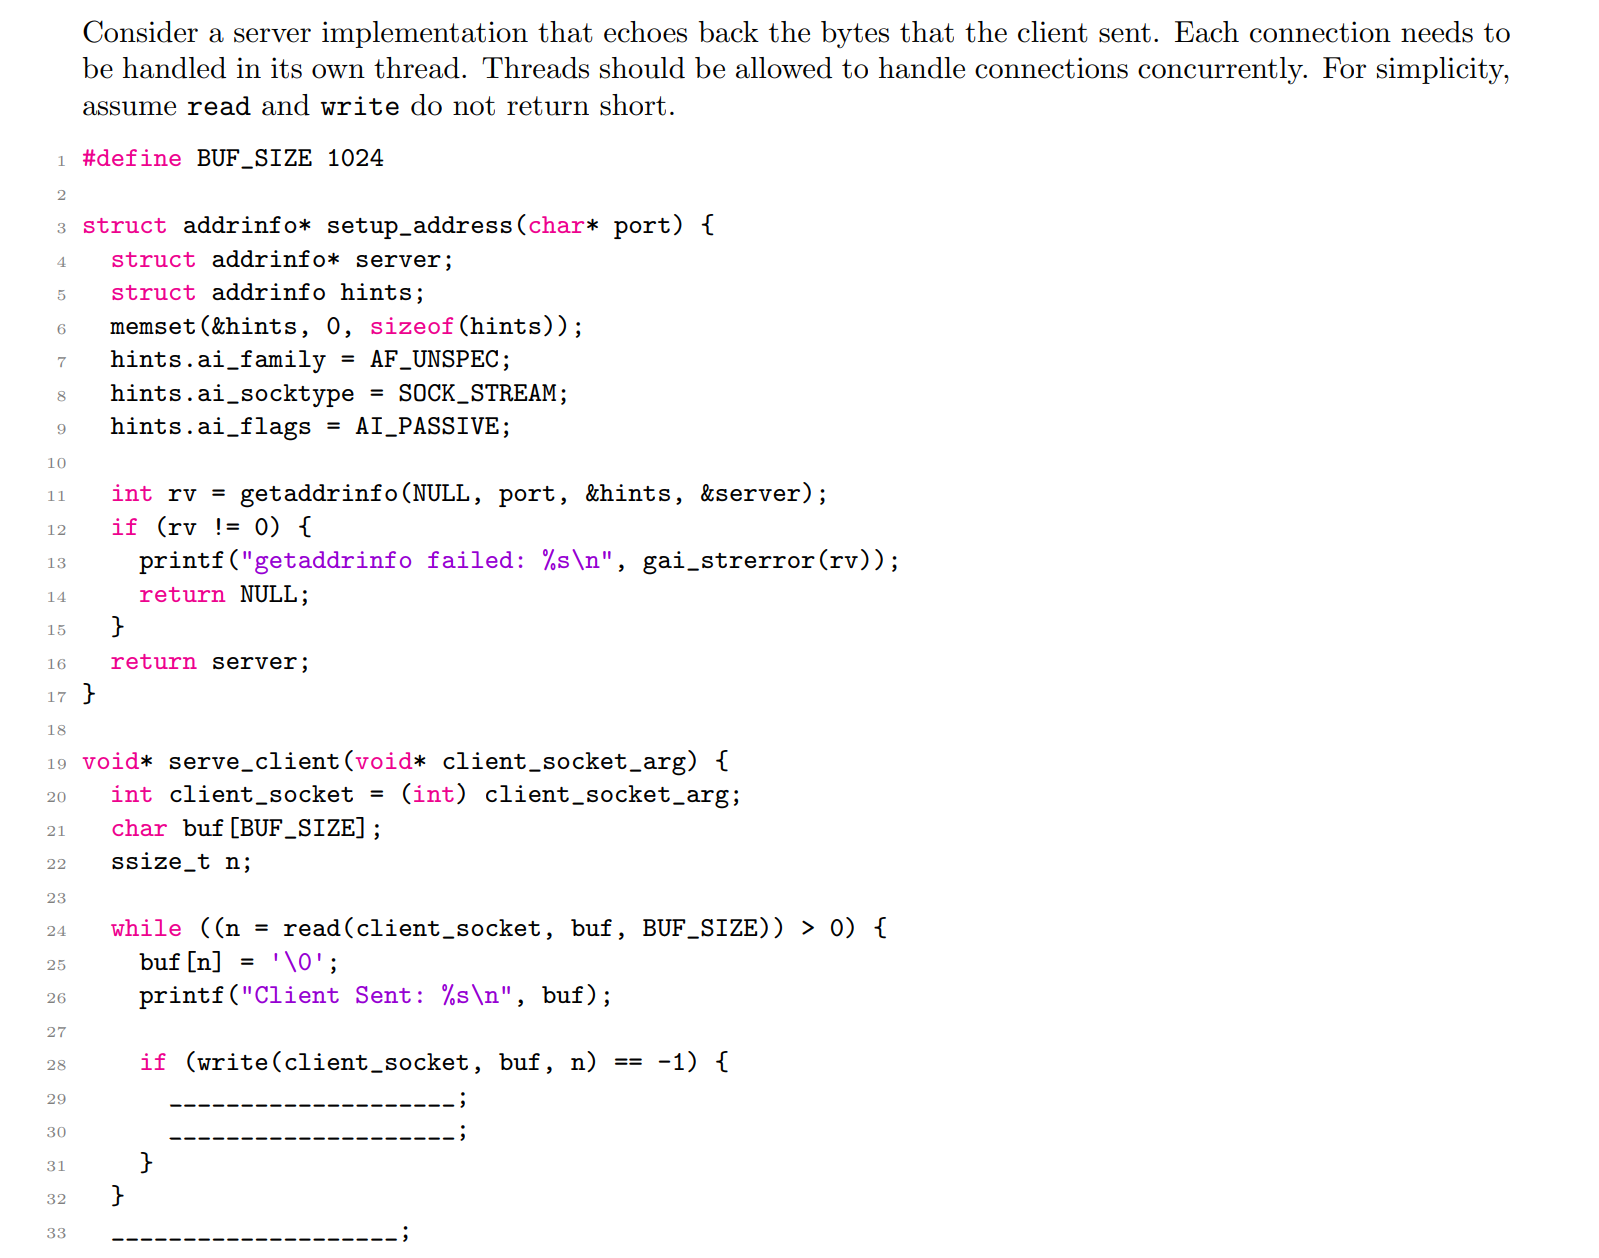 Consider a server implementation that echoes back the bytes that the client sent. Each connection needs to
be handled in its own thread. Threads should be allowed to handle connections concurrently. For simplicity,
assume read and write do not return short.
1 #define BUF_SIZE 1024
2
3 struct addrinfo* setup_address(char* port) {
4   struct addrinfo* server;
5   struct addrinfo hints;
6   memset(&hints, 0, sizeof(hints));
7   hints.ai_family = AF_UNSPEC;
8   hints.ai_socktype = SOCK_STREAM;
9   hints.ai_flags = AI_PASSIVE;
10
11   int rv = getaddrinfo(NULL, port, &hints, &server);
12   if (rv != 0) {
13     printf("getaddrinfo failed: %s\n", gai_strerror(rv));
14     return NULL;
15   }
16   return server;
17 }
18
19 void* serve_client(void* client_socket_arg) {
20   int client_socket = (int) client_socket_arg;
21   char buf[BUF_SIZE];
22   ssize_t n;
23
24   while ((n = read(client_socket, buf, BUF_SIZE)) > 0) {
25     buf[n] = '\0';
26     printf("Client Sent: %s\n", buf);
27
28     if (write(client_socket, buf, n) == -1) {
29       ____________________;
30       ____________________;
31     }
32   }
33   ____________________;